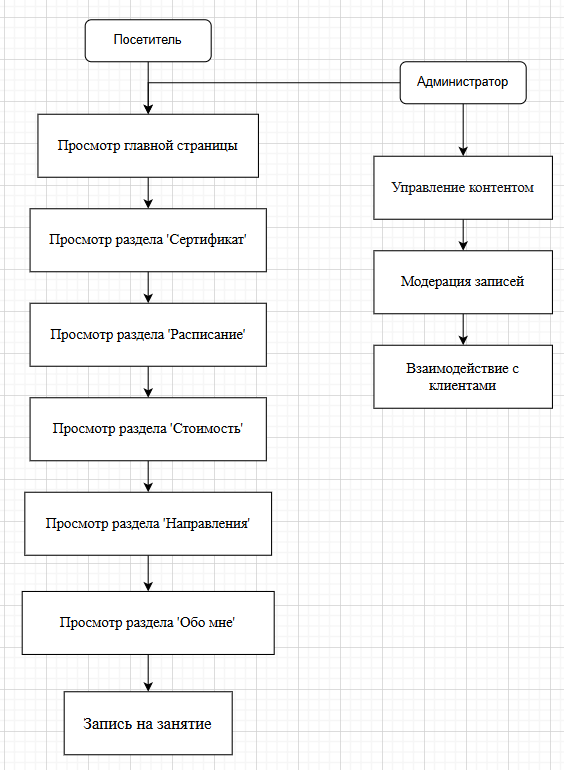 Посетитель
Администратор
Просмотр главной страницы
Управление контентом
Просмотр раздела 'Сертификат'
Модерация записей
Просмотр раздела 'Расписание'
Взаимодействие с
клиентами
Просмотр раздела 'Стоимость'
Просмотр раздела 'Направления'
Просмотр раздела 'Обо мне'
Запись на занятие